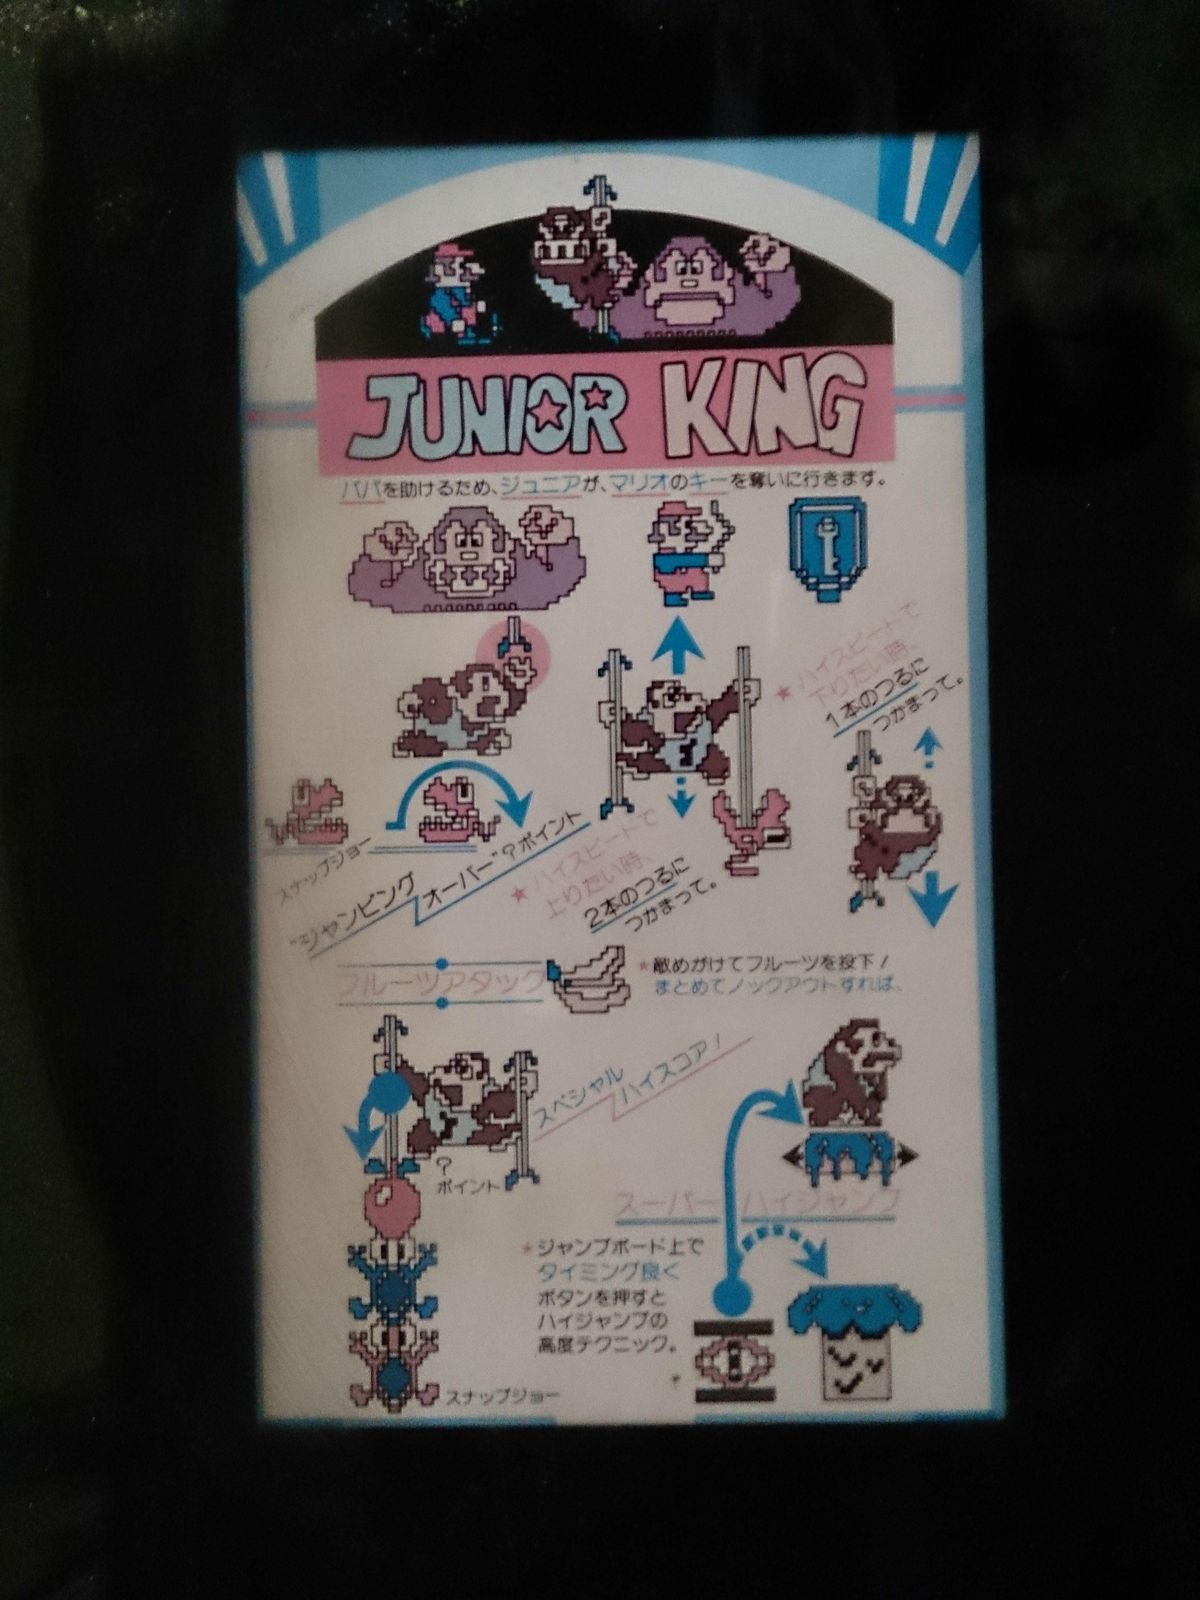 JUNIOR KING
パパを助けるため、ジュニアが、マリオのキーを奪いに行きます。
★ハイスピードで
下りたい時、
1本のつるに
つかまって。
スナップジョー
"ジャンピング
オーバー"?ポイント
★ハイスピードで
上りたい時、
2本のつるに
つかまって。
フルーツアタック
★敵めがけてフルーツを投下!
まとめてノックアウトすれば、
スペシャル
ハイスコア!
?
ポイント
スーパーハイジャンプ
★ジャンプボード上で
タイミング良く
ボタンを押すと
ハイジャンプの
高度テクニック。
スナップジョー